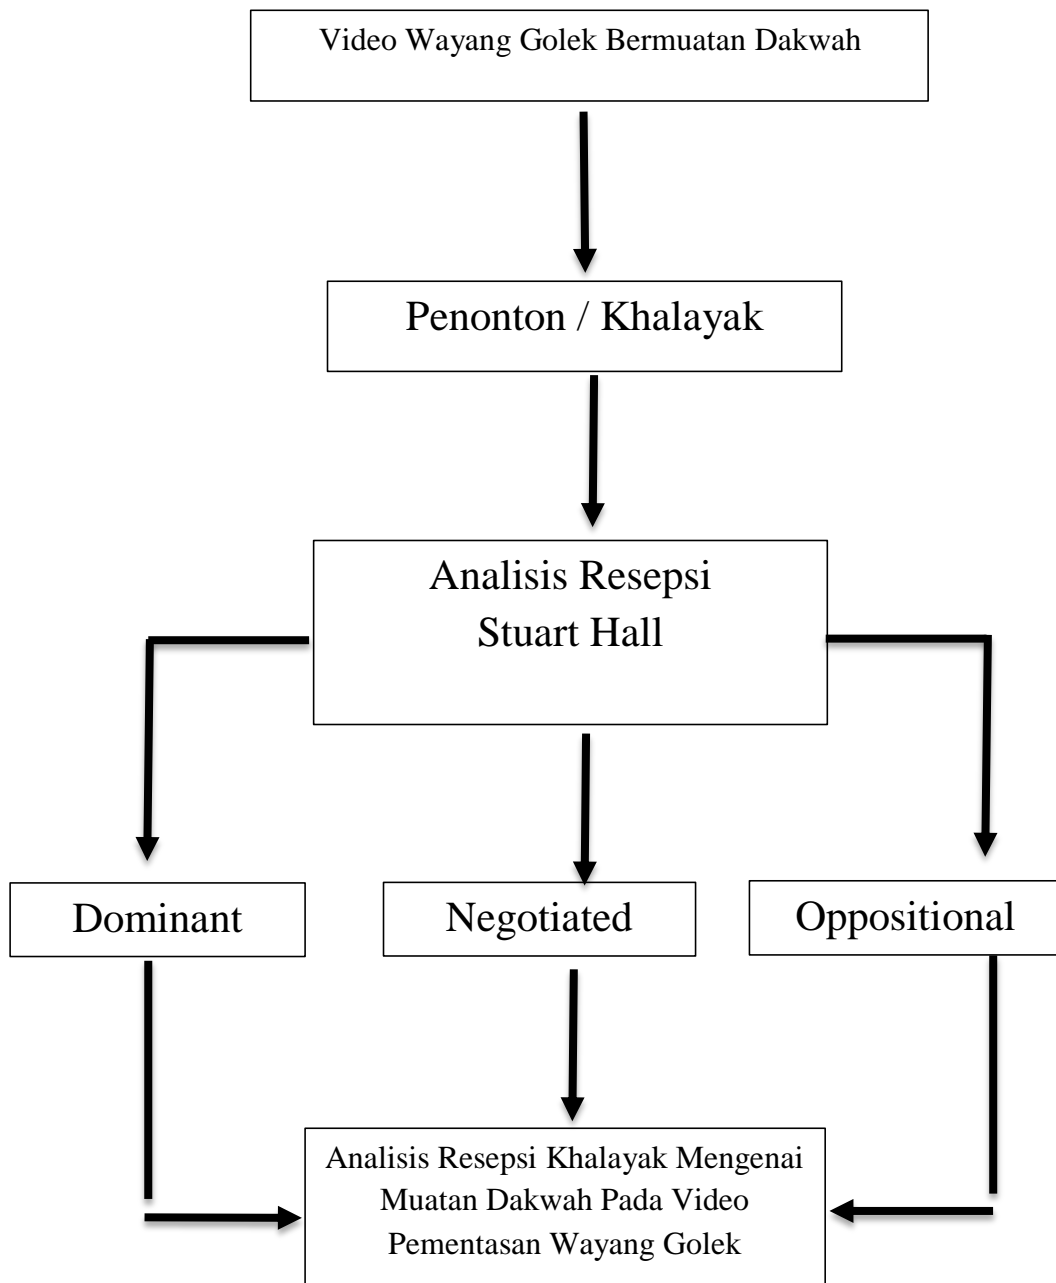 Video Wayang Golek Bermuatan Dakwah
Penonton / Khalayak
Analisis Resepsi
Stuart Hall
Dominant
Negotiated
Oppositional
Analisis Resepsi Khalayak Mengenai
Muatan Dakwah Pada Video
Pementasan Wayang Golek